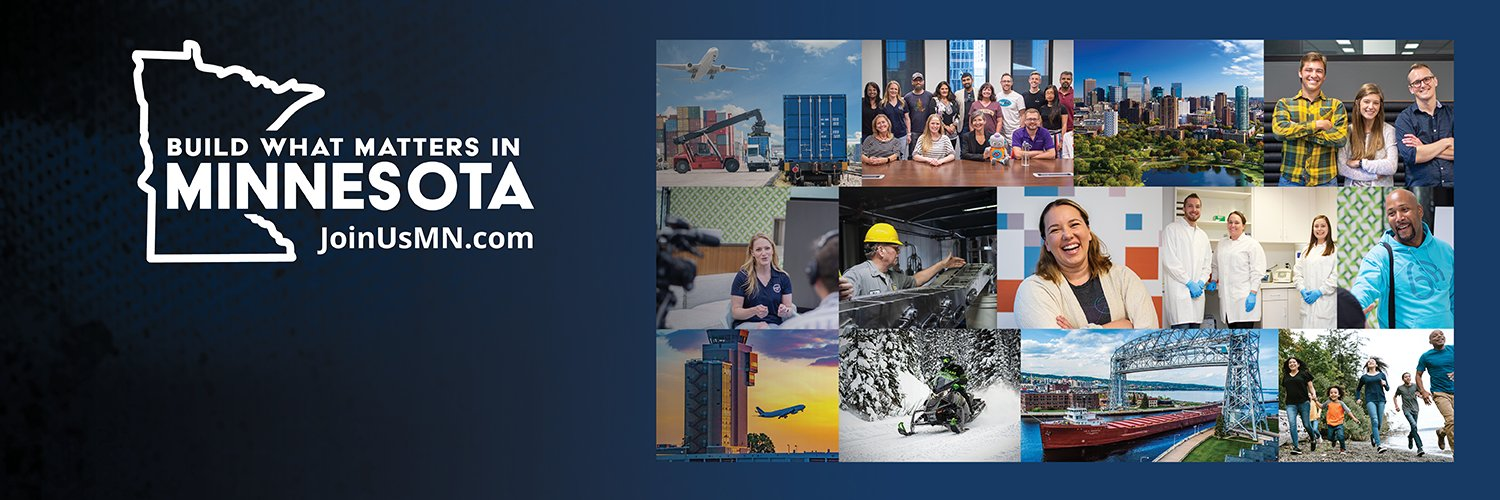 BUILD WHAT MATTERS IN
MINNESOTA
JoinUsMN.com